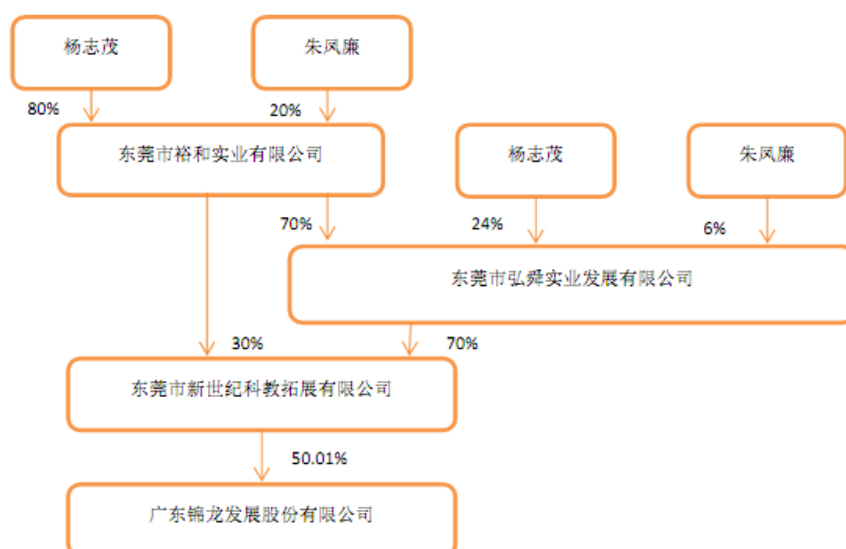 杨志茂
朱凤廉
80%
20%
东莞市裕和实业有限公司
杨志茂
朱凤廉
70%
24%
6%
东莞市弘舜实业发展有限公司
30%
70%
东莞市新世纪科教拓展有限公司
50.01%
广东锦龙发展股份有限公司